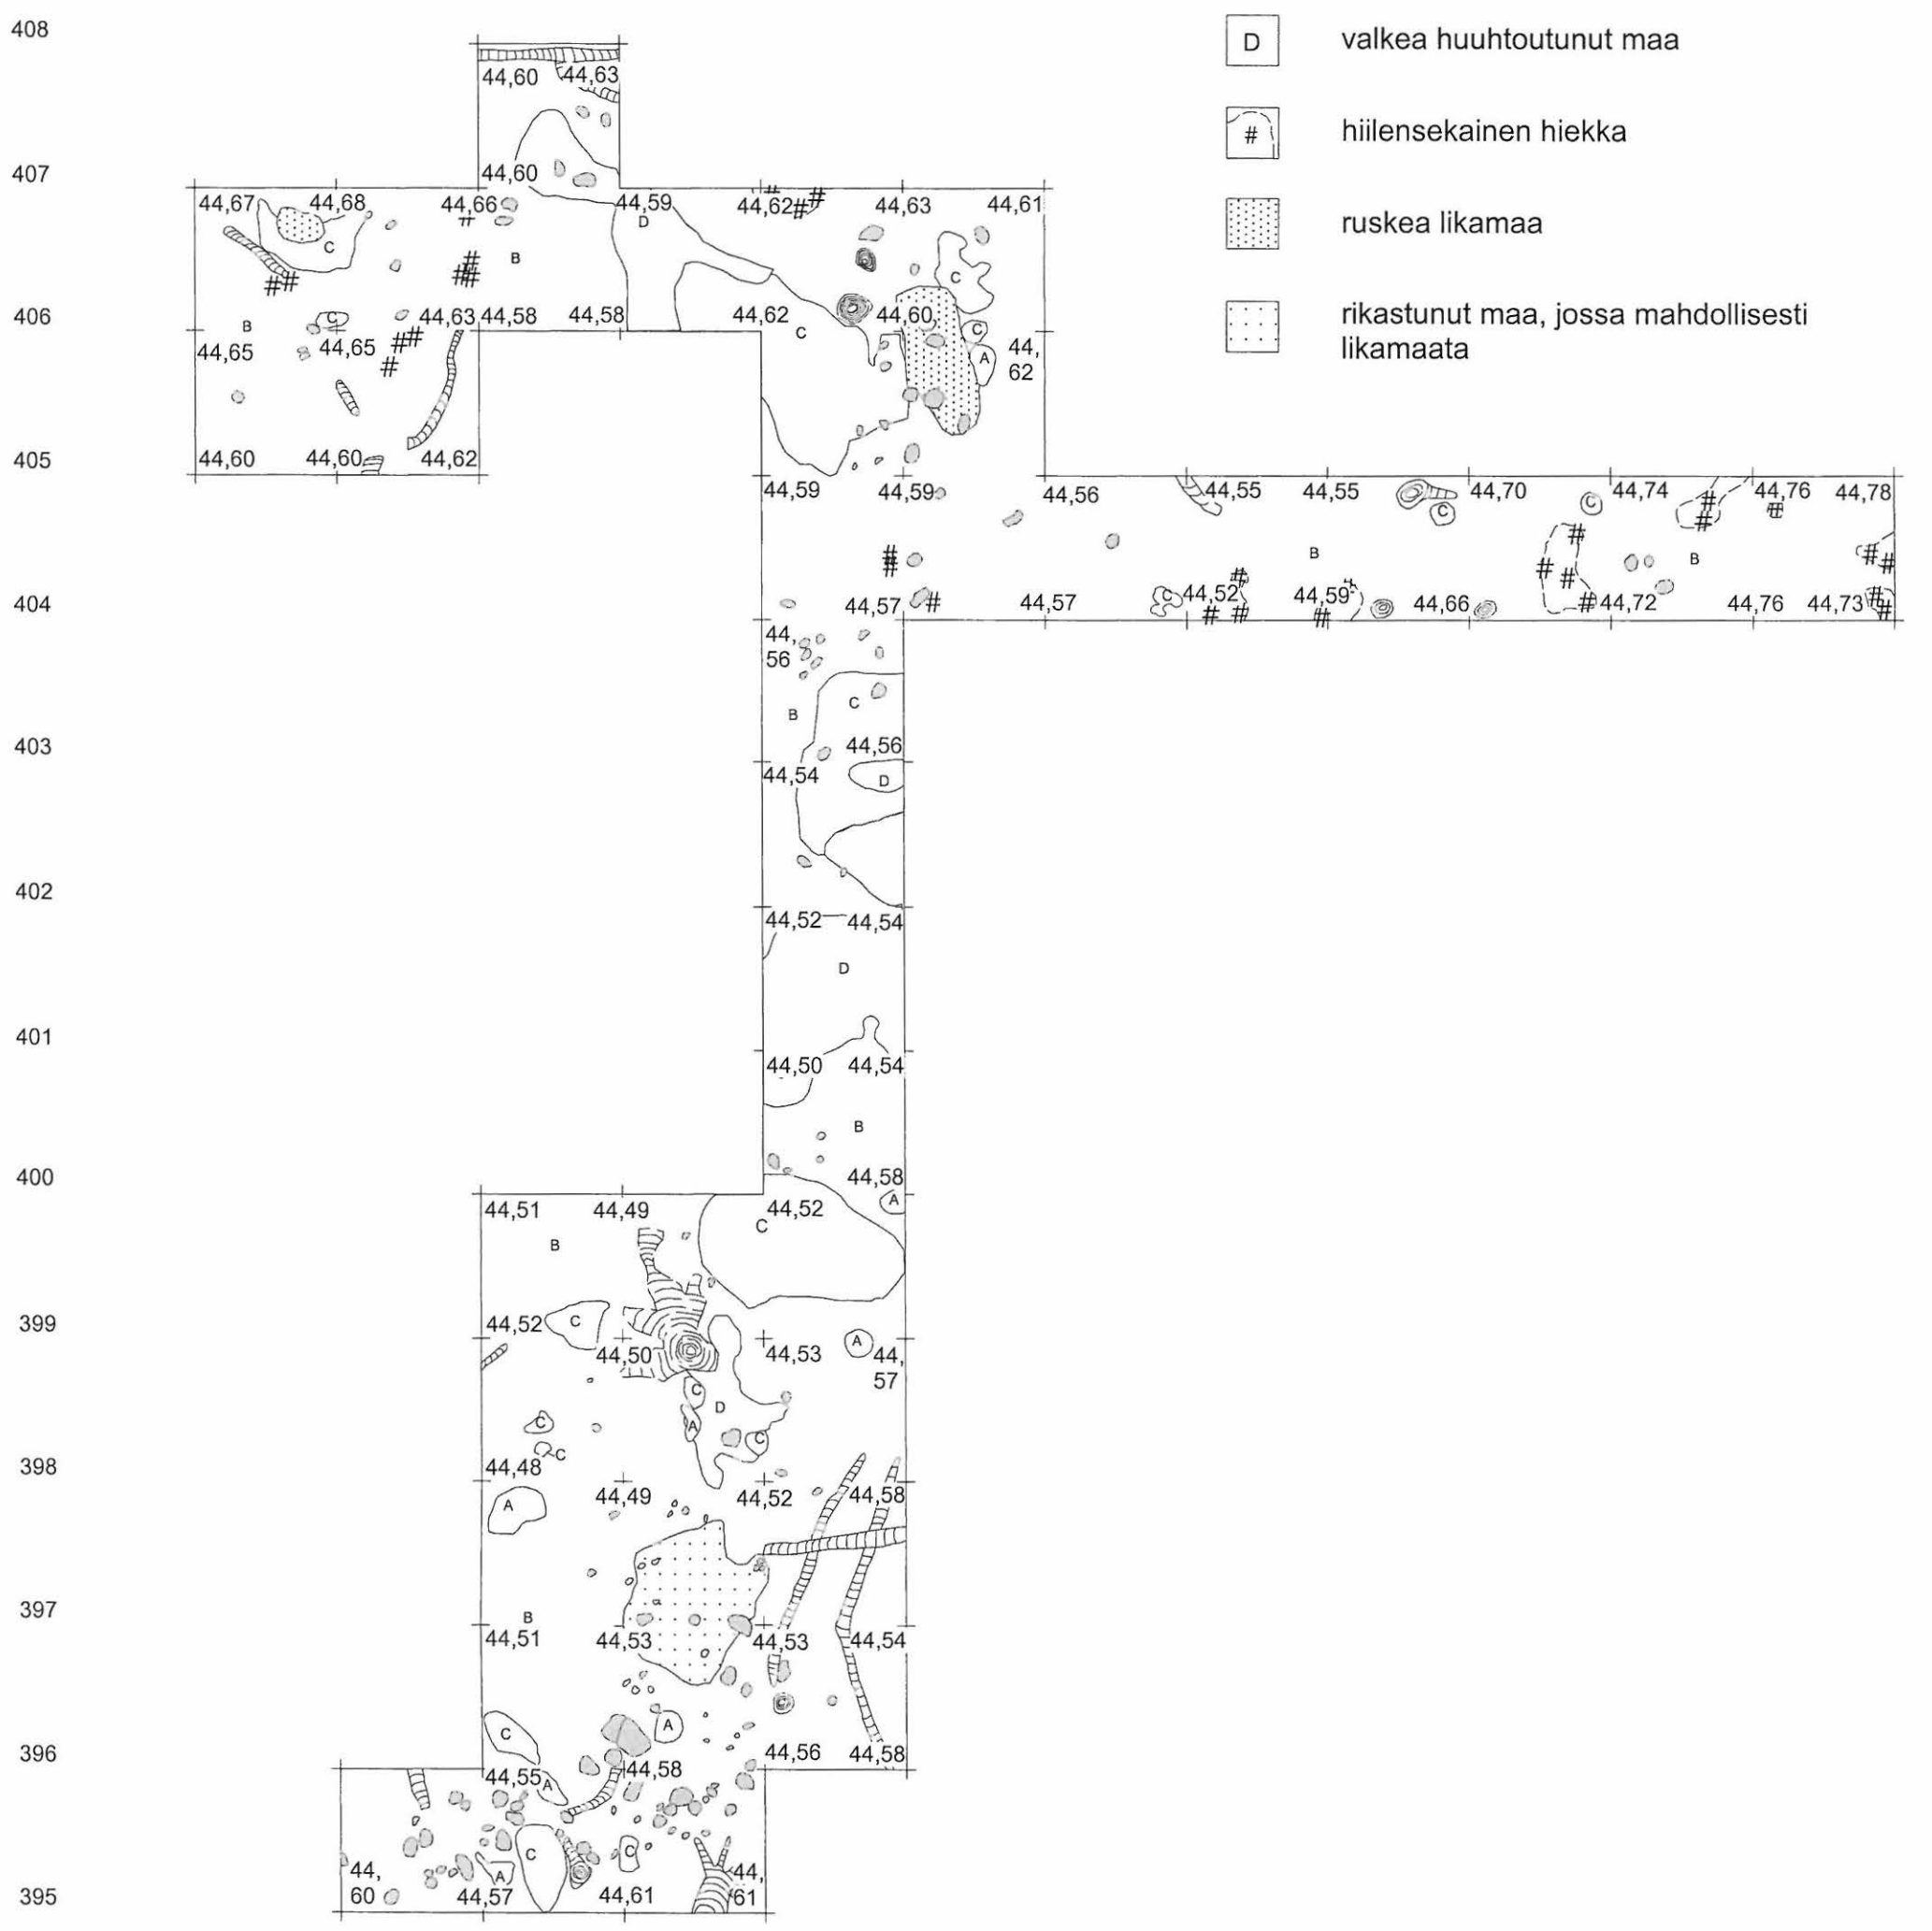 408
D valkea huuhtoutunut maa
44,60 44,63
# hiilensekainen hiekka
407
44,60
44,67 44,68 44,66 44,59 44,62 44,63 44,61
# # #
D
ruskea likamaa
C B
# # # #
C
406
B C 44,63 44,58 44,58 44,62 C 44,60 C
rikastunut maa, jossa mahdollisesti
likamaata
44,65 44,65 # # # A 44,
62
405
44,60 44,60 44,62
44,59 44,59 44,56 44,55 44,55 44,70 44,74 44,76 44,78
C C # # #
# # B # B # #
# # #
404
44,57 # 44,57 C 44,52 44,59 44,66 # 44,72 44,76 44,73 # #
# # #
44,
56
C
B
403
44,56
44,54 D
402
44,52 44,54
D
401
44,50 44,54
B
400
44,58
A
44,51 44,49 44,52
C
B
399
44,52 C A
44,50 44,53 44,
57
C
D
C A C
C
398
44,48
44,49 44,52 44,58
A
397
B
44,51 44,53 44,53 44,54
C
C A
396
44,56 44,58
44,55 A 44,58
C C
44, A 44,
395
60 44,57 44,61 61